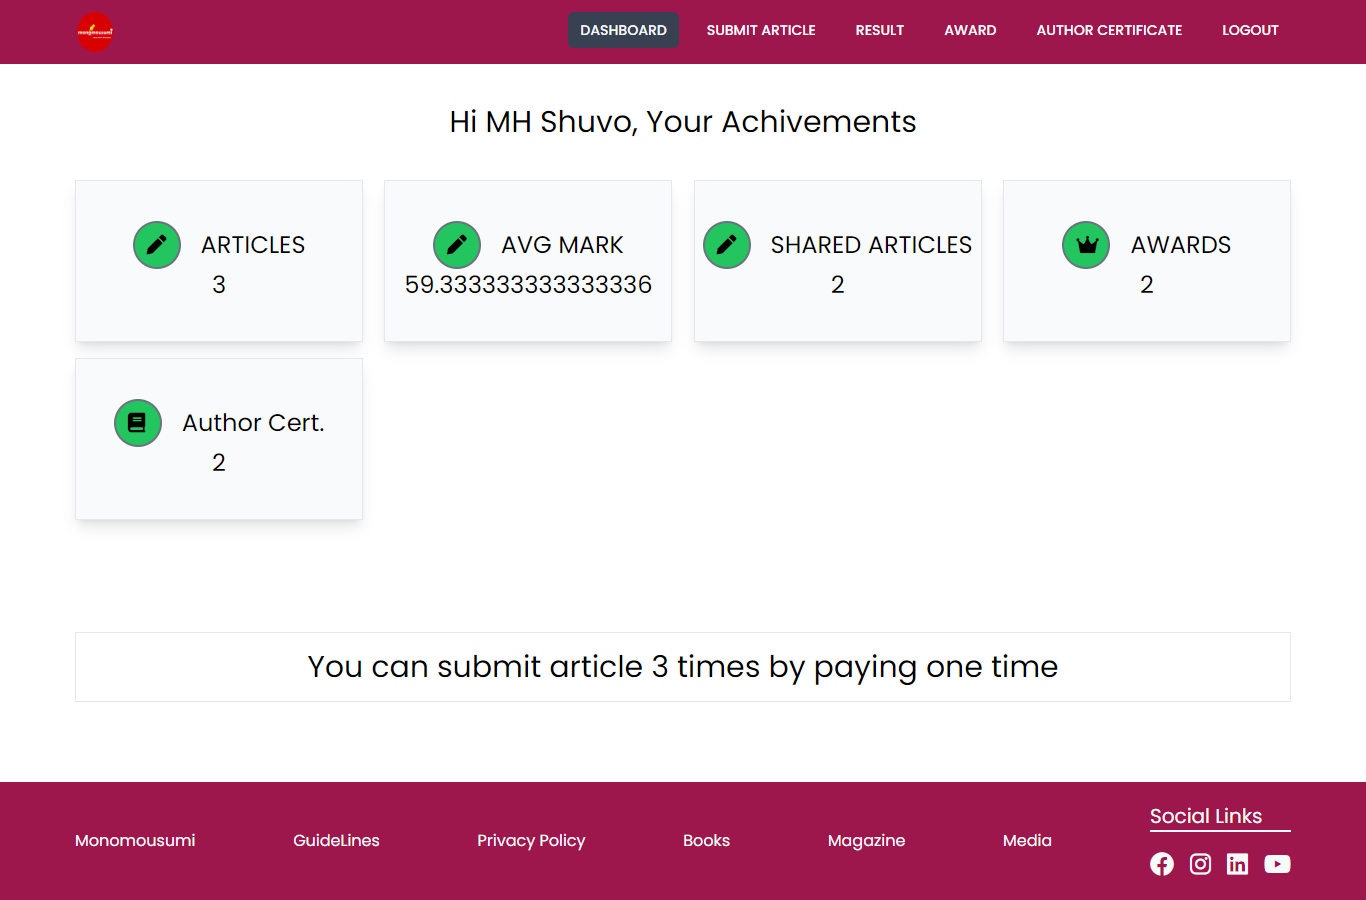 monomousumi
DASHBOARD
SUBMIT ARTICLE
RESULT
AWARD
AUTHOR CERTIFICATE
LOGOUT
Hi MH Shuvo, Your Achivements
ARTICLES
3
AVG MARK
59.333333333333336
SHARED ARTICLES
2
AWARDS
2
Author Cert.
2
You can submit article 3 times by paying one time
Monomousumi
GuideLines
Privacy Policy
Books
Magazine
Media
Social Links